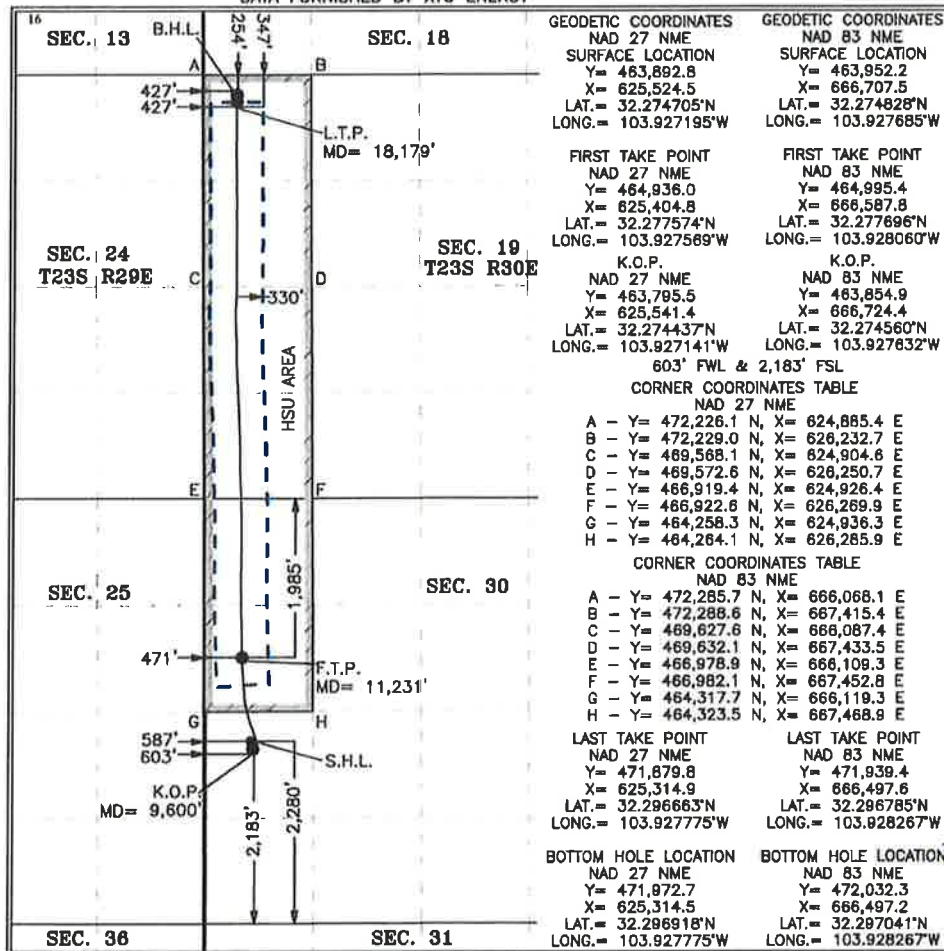 DATA FURNISHED BY XTO ENERGY
16
SEC. 13
B.H.L.
254'
347'
SEC. 18
A
B
427'
427'
L.T.P.
MD= 18,179'
SEC. 24
T23S R29E
SEC. 19
T23S R30E
C
D
330'
HSU AREA
E
F
1,985'
SEC. 25
SEC. 30
471'
F.T.P.
MD= 11,231'
G
H
587'
603'
S.H.L.
K.O.P.
MD= 9,600'
2,183'
2,280'
SEC. 36
SEC. 31
GEODETIC COORDINATES
NAD 27 NME
SURFACE LOCATION
Y= 463,892.8
X= 625,524.5
LAT.= 32.274705°N
LONG.= 103.927195°W
GEODETIC COORDINATES
NAD 83 NME
SURFACE LOCATION
Y= 463,952.2
X= 666,707.5
LAT.= 32.274828°N
LONG.= 103.927685°W
FIRST TAKE POINT
NAD 27 NME
Y= 464,936.0
X= 625,404.8
LAT.= 32.277574°N
LONG.= 103.927569°W
FIRST TAKE POINT
NAD 83 NME
Y= 464,995.4
X= 666,587.8
LAT.= 32.277696°N
LONG.= 103.928060°W
K.O.P.
NAD 27 NME
Y= 463,795.5
X= 625,541.4
LAT.= 32.274437°N
LONG.= 103.927141°W
K.O.P.
NAD 83 NME
Y= 463,854.9
X= 666,724.4
LAT.= 32.274560°N
LONG.= 103.927632°W
603' FWL & 2,183' FSL
CORNER COORDINATES TABLE
NAD 27 NME
A - Y= 472,226.1 N, X= 624,885.4 E
B - Y= 472,229.0 N, X= 626,232.7 E
C - Y= 469,568.1 N, X= 624,904.6 E
D - Y= 469,572.6 N, X= 626,250.7 E
E - Y= 466,919.4 N, X= 624,926.4 E
F - Y= 466,922.6 N, X= 626,269.9 E
G - Y= 464,258.3 N, X= 624,936.3 E
H - Y= 464,264.1 N, X= 626,285.9 E
CORNER COORDINATES TABLE
NAD 83 NME
A - Y= 472,285.7 N, X= 666,068.1 E
B - Y= 472,288.6 N, X= 667,415.4 E
C - Y= 469,627.6 N, X= 666,087.4 E
D - Y= 469,632.1 N, X= 667,433.5 E
E - Y= 466,978.9 N, X= 666,109.3 E
F - Y= 466,982.1 N, X= 667,452.8 E
G - Y= 464,317.7 N, X= 666,119.3 E
H - Y= 464,323.5 N, X= 667,468.9 E
LAST TAKE POINT
NAD 27 NME
Y= 471,879.8
X= 625,314.9
LAT.= 32.296663°N
LONG.= 103.927775°W
LAST TAKE POINT
NAD 83 NME
Y= 471,939.4
X= 666,497.6
LAT.= 32.296785°N
LONG.= 103.928267°W
BOTTOM HOLE LOCATION
NAD 27 NME
Y= 471,972.7
X= 625,314.5
LAT.= 32.296918°N
LONG.= 103.927775°W
BOTTOM HOLE LOCATION
NAD 83 NME
Y= 472,032.3
X= 666,497.2
LAT.= 32.297041°N
LONG.= 103.928267°W